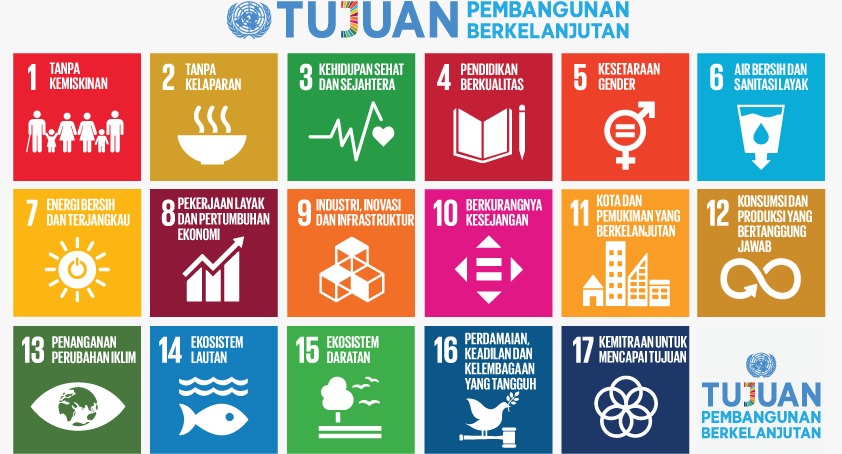 TUJUAN PEMBANGUNAN
BERKELANJUTAN
1 TANPA
KEMISKINAN
2 TANPA
KELAPARAN
3 KEHIDUPAN SEHAT
DAN SEJAHTERA
4 PENDIDIKAN
BERKUALITAS
5 KESETARAAN
GENDER
6 AIR BERSIH DAN
SANITASI LAYAK
7 ENERGI BERSIH
DAN TERJANGKAU
8 PEKERJAAN LAYAK
DAN PERTUMBUHAN
EKONOMI
9 INDUSTRI, INOVASI
DAN INFRASTRUKTUR
10 BERKURANGNYA
KESEJANGAN
11 KOTA DAN
PEMUKIMAN YANG
BERKELANJUTAN
12 KONSUMSI DAN
PRODUKSI YANG
BERTANGGUNG
JAWAB
13 PENANGANAN
PERUBAHAN IKLIM
14 EKOSISTEM
LAUTAN
15 EKOSISTEM
DARATAN
16 PERDAMAIAN,
KEADILAN DAN
KELEMBAGAAN
YANG TANGGUH
17 KEMITRAAN UNTUK
MENCAPAI TUJUAN
TUJUAN
PEMBANGUNAN
BERKELANJUTAN